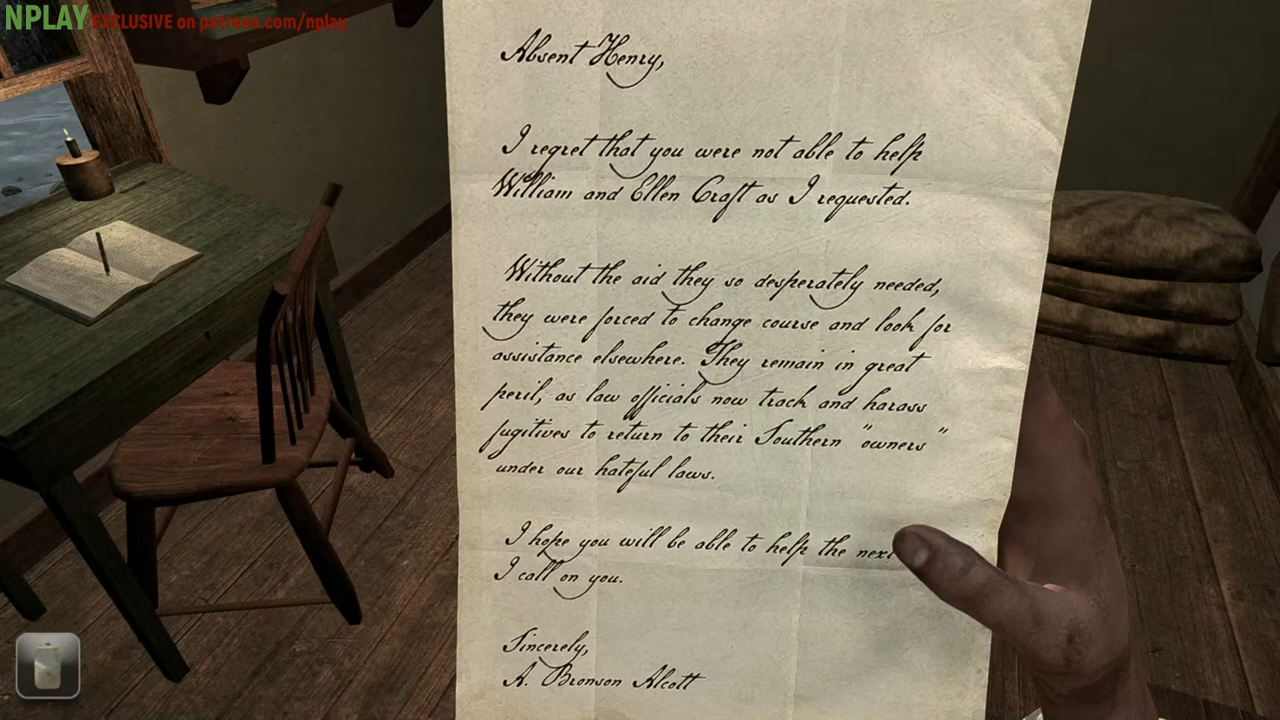 NPLAY EXCLUSIVE on patreon.com/nplay
Absent Henry,
I regret that you were not able to help
William and Ellen Craft as I requested.
Without the aid they so desperately needed,
they were forced to change course and look for
assistance elsewhere. They remain in great
peril, as law officials now track and harass
fugitives to return to their Southern "owners"
under our hateful laws.
I hope you will be able to help the next
I call on you.
Sincerely,
A. Bronson Alcott